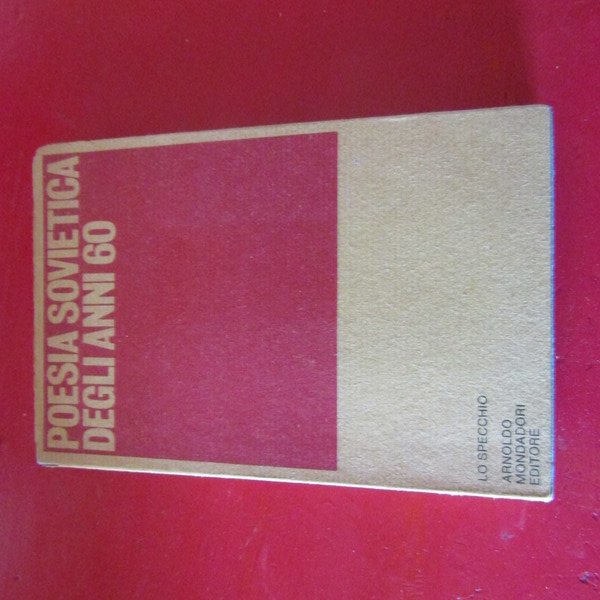 POESIA SOVIETICA
DEGLI ANNI 60
LO SPECCHIO
ARNOLDO
MONDADORI
EDITORE